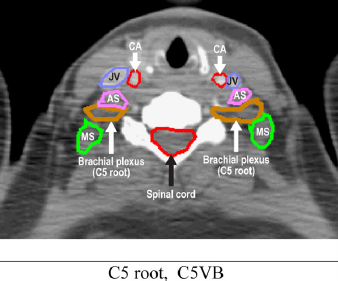 CA
CA
JV
JV
AS
AS
MS
MS
Brachial plexus
(C5 root)
Brachial plexus
(C5 root)
Spinal cord
C5 root, C5VB